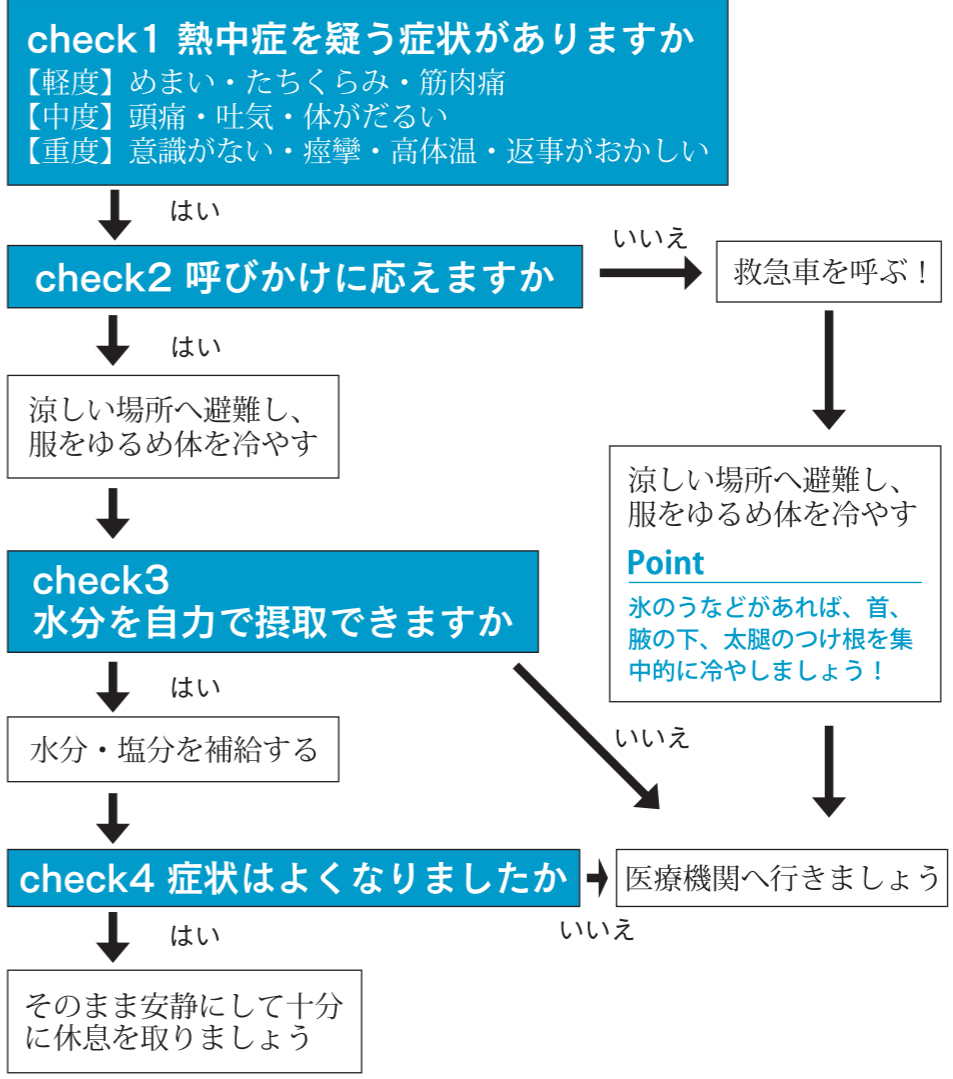 check1 熱中症を疑う症状がありますか
【軽度】めまい・たちくらみ・筋肉痛
【中度】頭痛・吐気・体がだるい
【重度】意識がない・痙攣・高体温・返事がおかしい
はい
check2 呼びかけに応えますか
いいえ
救急車を呼ぶ！
はい
涼しい場所へ避難し、
服をゆるめ体を冷やす
涼しい場所へ避難し、
服をゆるめ体を冷やす
Point
氷のうなどがあれば、首、
腋の下、太腿のつけ根を集
中的に冷やしましょう！
check3
水分を自力で摂取できますか
はい
いいえ
水分・塩分を補給する
check4 症状はよくなりましたか
いいえ
医療機関へ行きましょう
はい
そのまま安静にして十分
に休息を取りましょう